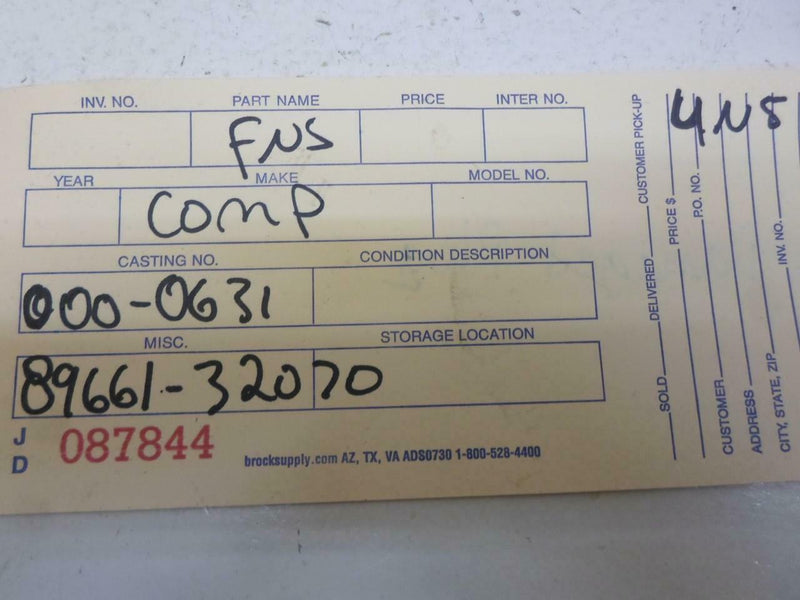 INV. NO. PART NAME PRICE INTER NO.
FNS
YEAR MAKE MODEL NO.
COMP
CASTING NO. CONDITION DESCRIPTION
000-0631
MISC. STORAGE LOCATION
89661-32070
J
D
087844
brocksupply.com AZ, TX, VA ADS0730 1-800-528-4400
SOLD DELIVERED CUSTOMER PICK-UP
PRICE $
P.O. NO.
CUSTOMER
ADDRESS
CITY, STATE, ZIP INV. NO.